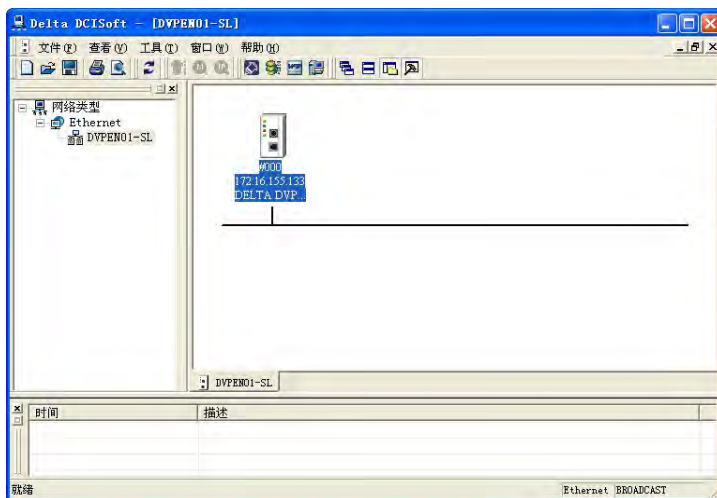 Delta DCISoft - [DVPEN01-SL]
文件(F) 查看(V) 工具(T) 窗口(W) 帮助(H)
网络类型
Ethernet
DVPEN01-SL
#000
172.16.155.133
DELTA DVP...
DVPEN01-SL
时间 描述
就绪 Ethernet BROADCAST